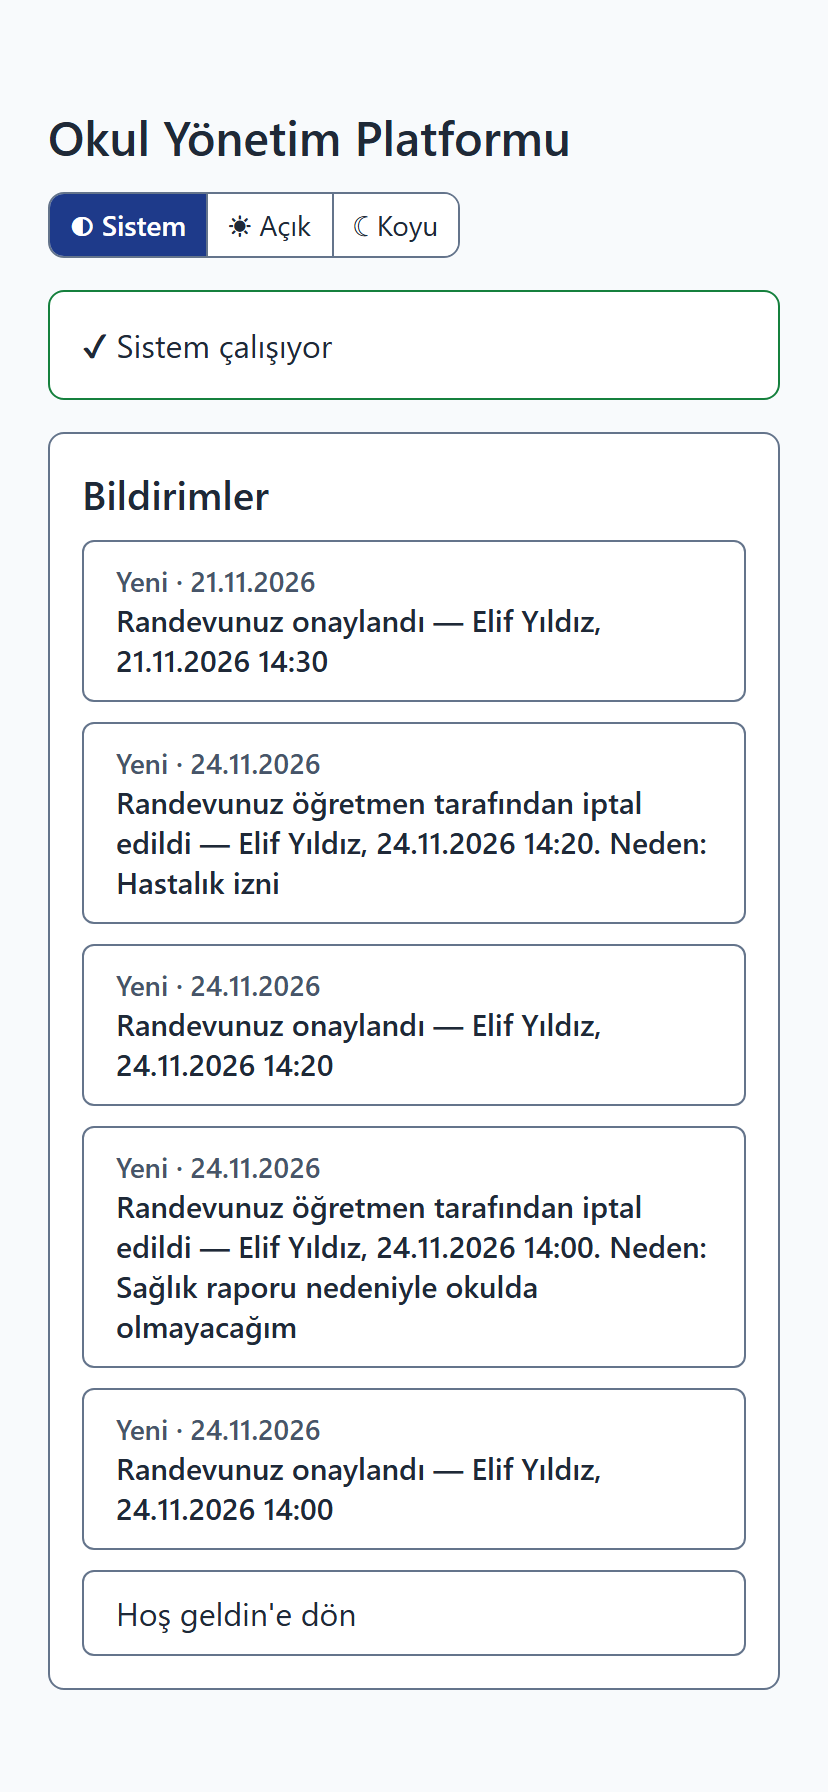 Okul Yönetim Platformu
◐ Sistem
☀ Açık
☾ Koyu
✔ Sistem çalışıyor
Bildirimler
Yeni · 21.11.2026
Randevunuz onaylandı — Elif Yıldız,
21.11.2026 14:30
Yeni · 24.11.2026
Randevunuz öğretmen tarafından iptal
edildi — Elif Yıldız, 24.11.2026 14:20. Neden:
Hastalık izni
Yeni · 24.11.2026
Randevunuz onaylandı — Elif Yıldız,
24.11.2026 14:20
Yeni · 24.11.2026
Randevunuz öğretmen tarafından iptal
edildi — Elif Yıldız, 24.11.2026 14:00. Neden:
Sağlık raporu nedeniyle okulda
olmayacağım
Yeni · 24.11.2026
Randevunuz onaylandı — Elif Yıldız,
24.11.2026 14:00
Hoş geldin'e dön